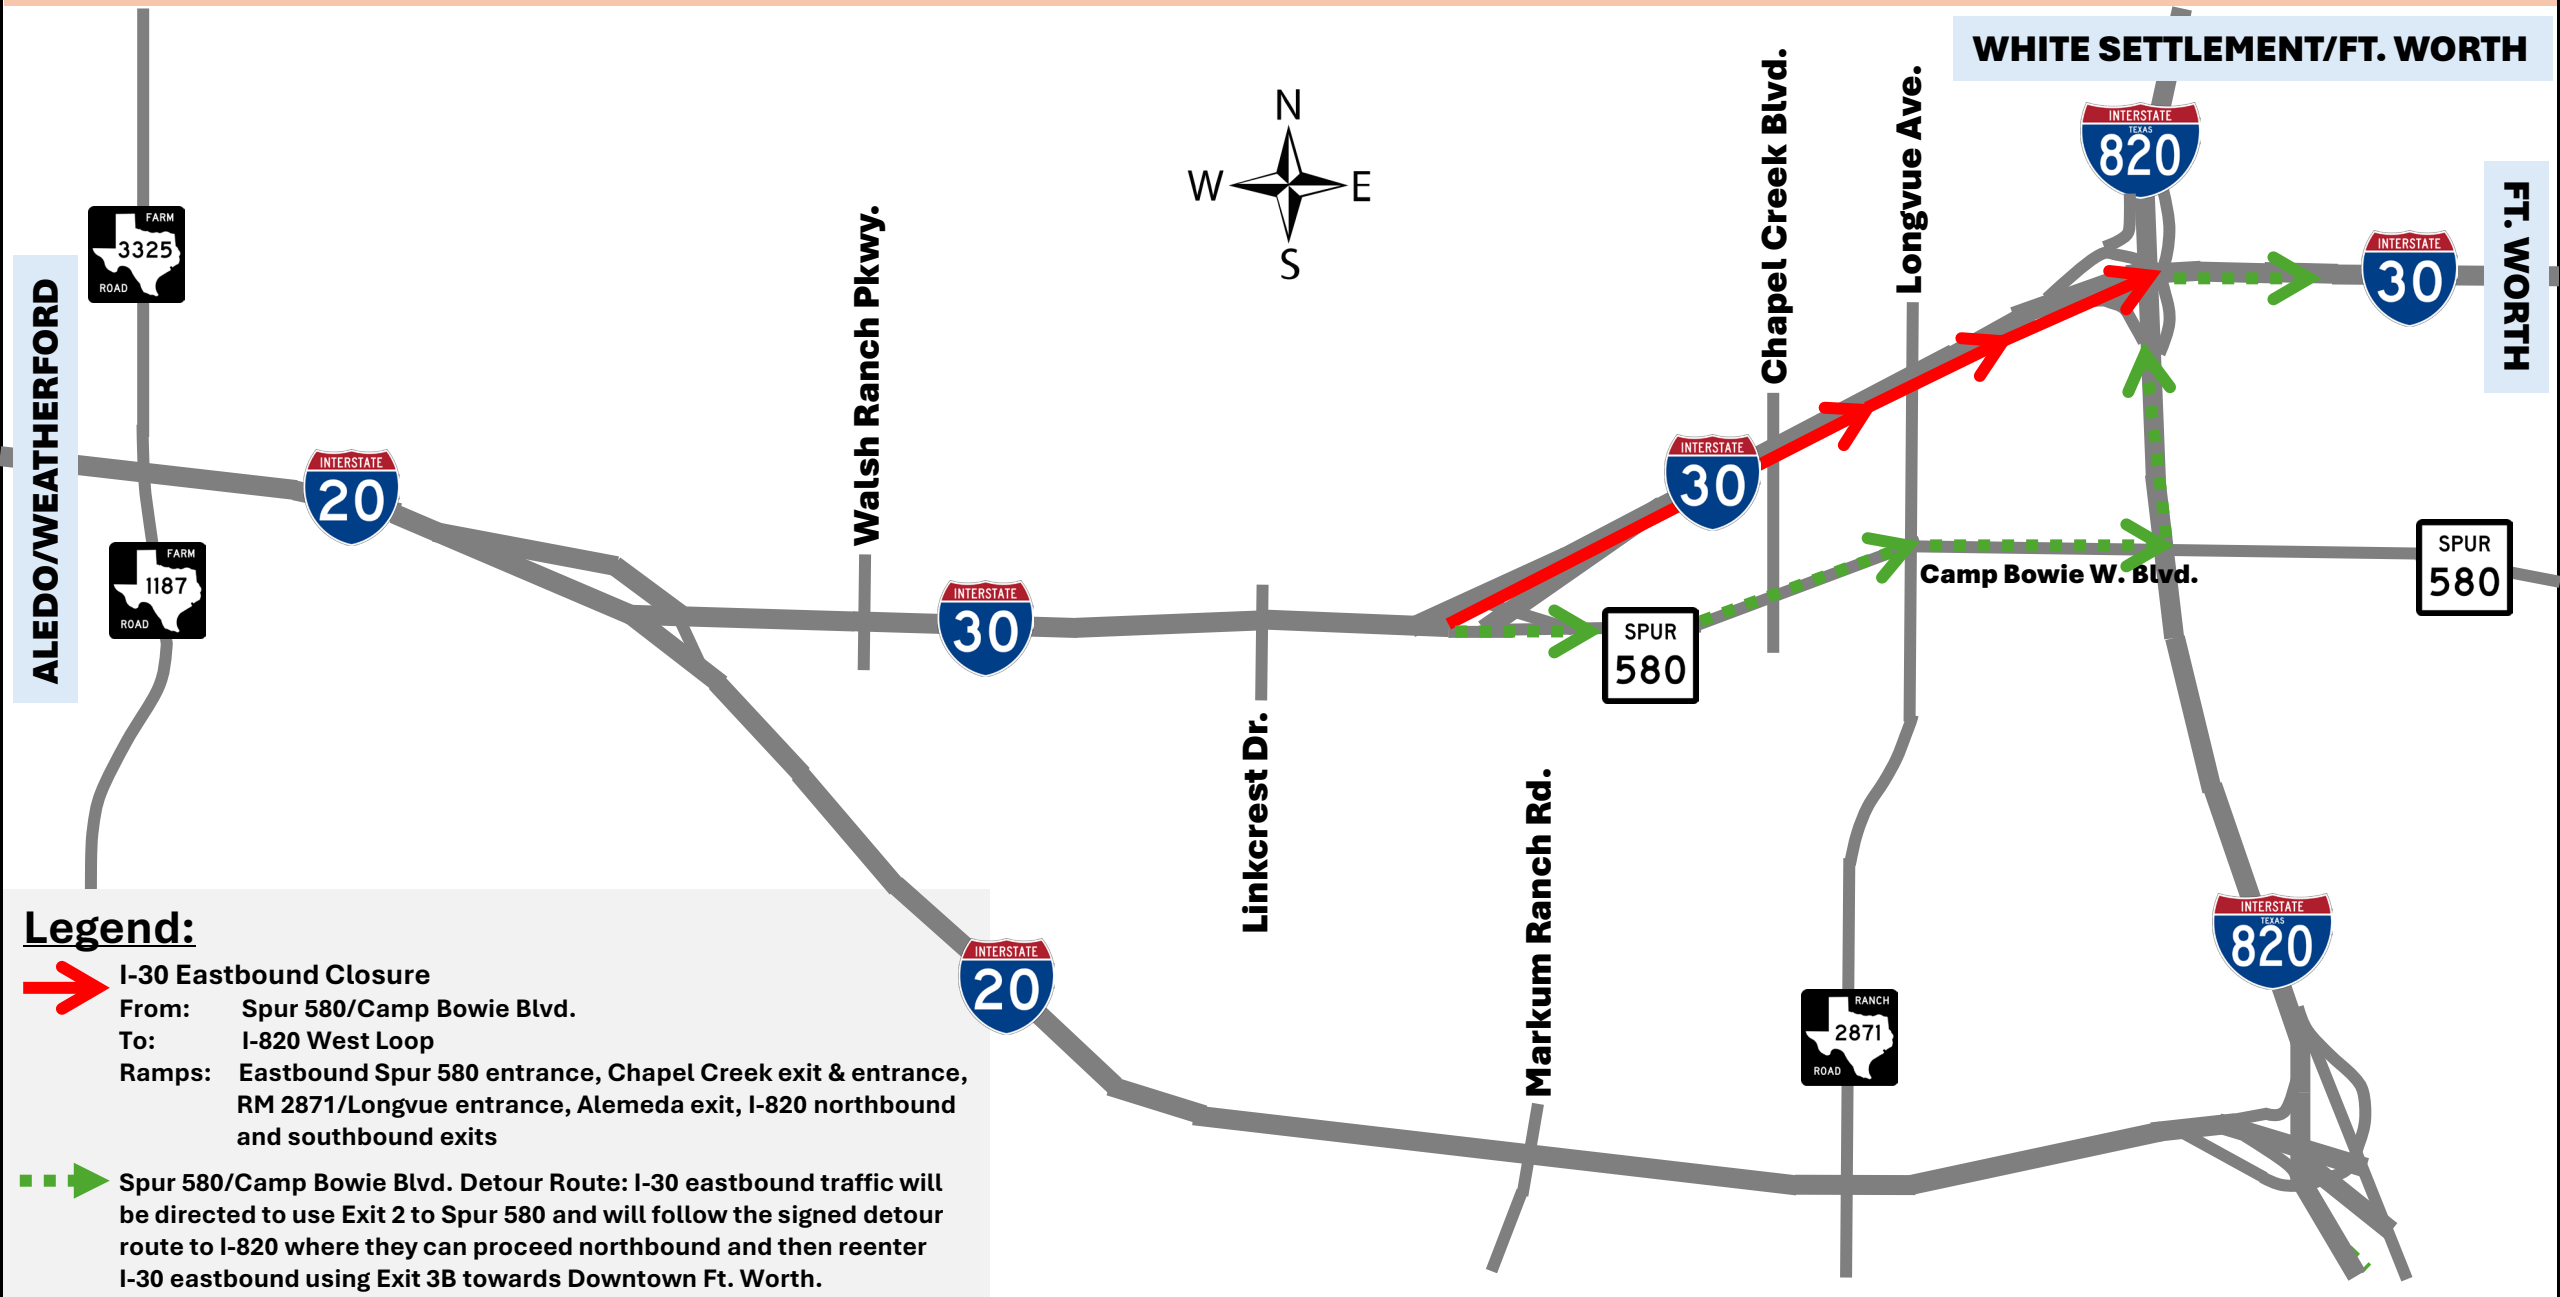 WHITE SETTLEMENT/FT. WORTH
Chapel Creek Blvd.
Longvue Ave.
INTERSTATE
TEXAS
820
N
W
E
S
FARM
3325
ROAD
Walsh Ranch Pkwy.
FT. WORTH
INTERSTATE
30
ALEDO/WEATHERFORD
INTERSTATE
20
INTERSTATE
30
FARM
1187
ROAD
INTERSTATE
30
SPUR
580
Camp Bowie W. Blvd.
SPUR
580
Linkcrest Dr.
Markum Ranch Rd.
INTERSTATE
TEXAS
820
INTERSTATE
20
RANCH
2871
ROAD
Legend:
I-30 Eastbound Closure
From: Spur 580/Camp Bowie Blvd.
To: I-820 West Loop
Ramps: Eastbound Spur 580 entrance, Chapel Creek exit & entrance,
RM 2871/Longvue entrance, Alemeda exit, I-820 northbound
and southbound exits
Spur 580/Camp Bowie Blvd. Detour Route: I-30 eastbound traffic will
be directed to use Exit 2 to Spur 580 and will follow the signed detour
route to I-820 where they can proceed northbound and then reenter
I-30 eastbound using Exit 3B towards Downtown Ft. Worth.